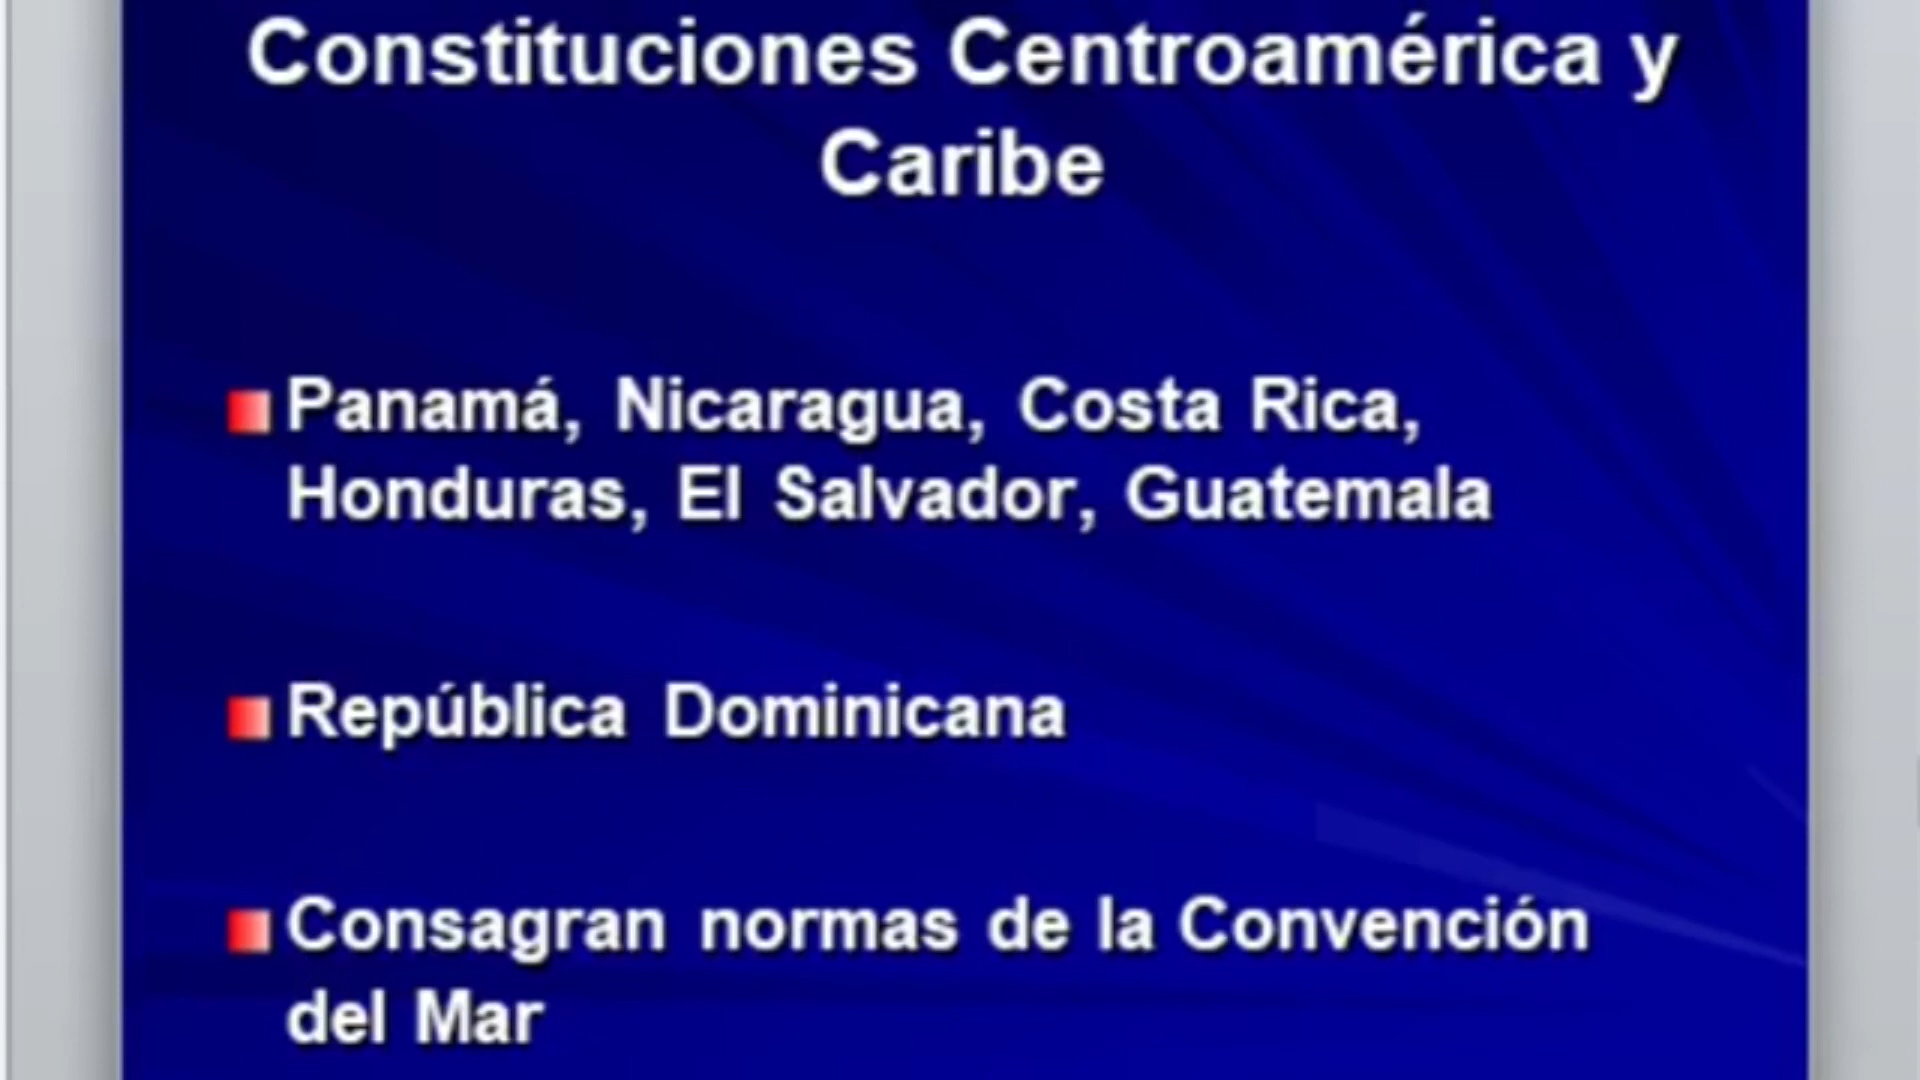 Constituciones Centroamérica y
Caribe
Panamá, Nicaragua, Costa Rica,
Honduras, El Salvador, Guatemala
República Dominicana
Consagran normas de la Convención
del Mar